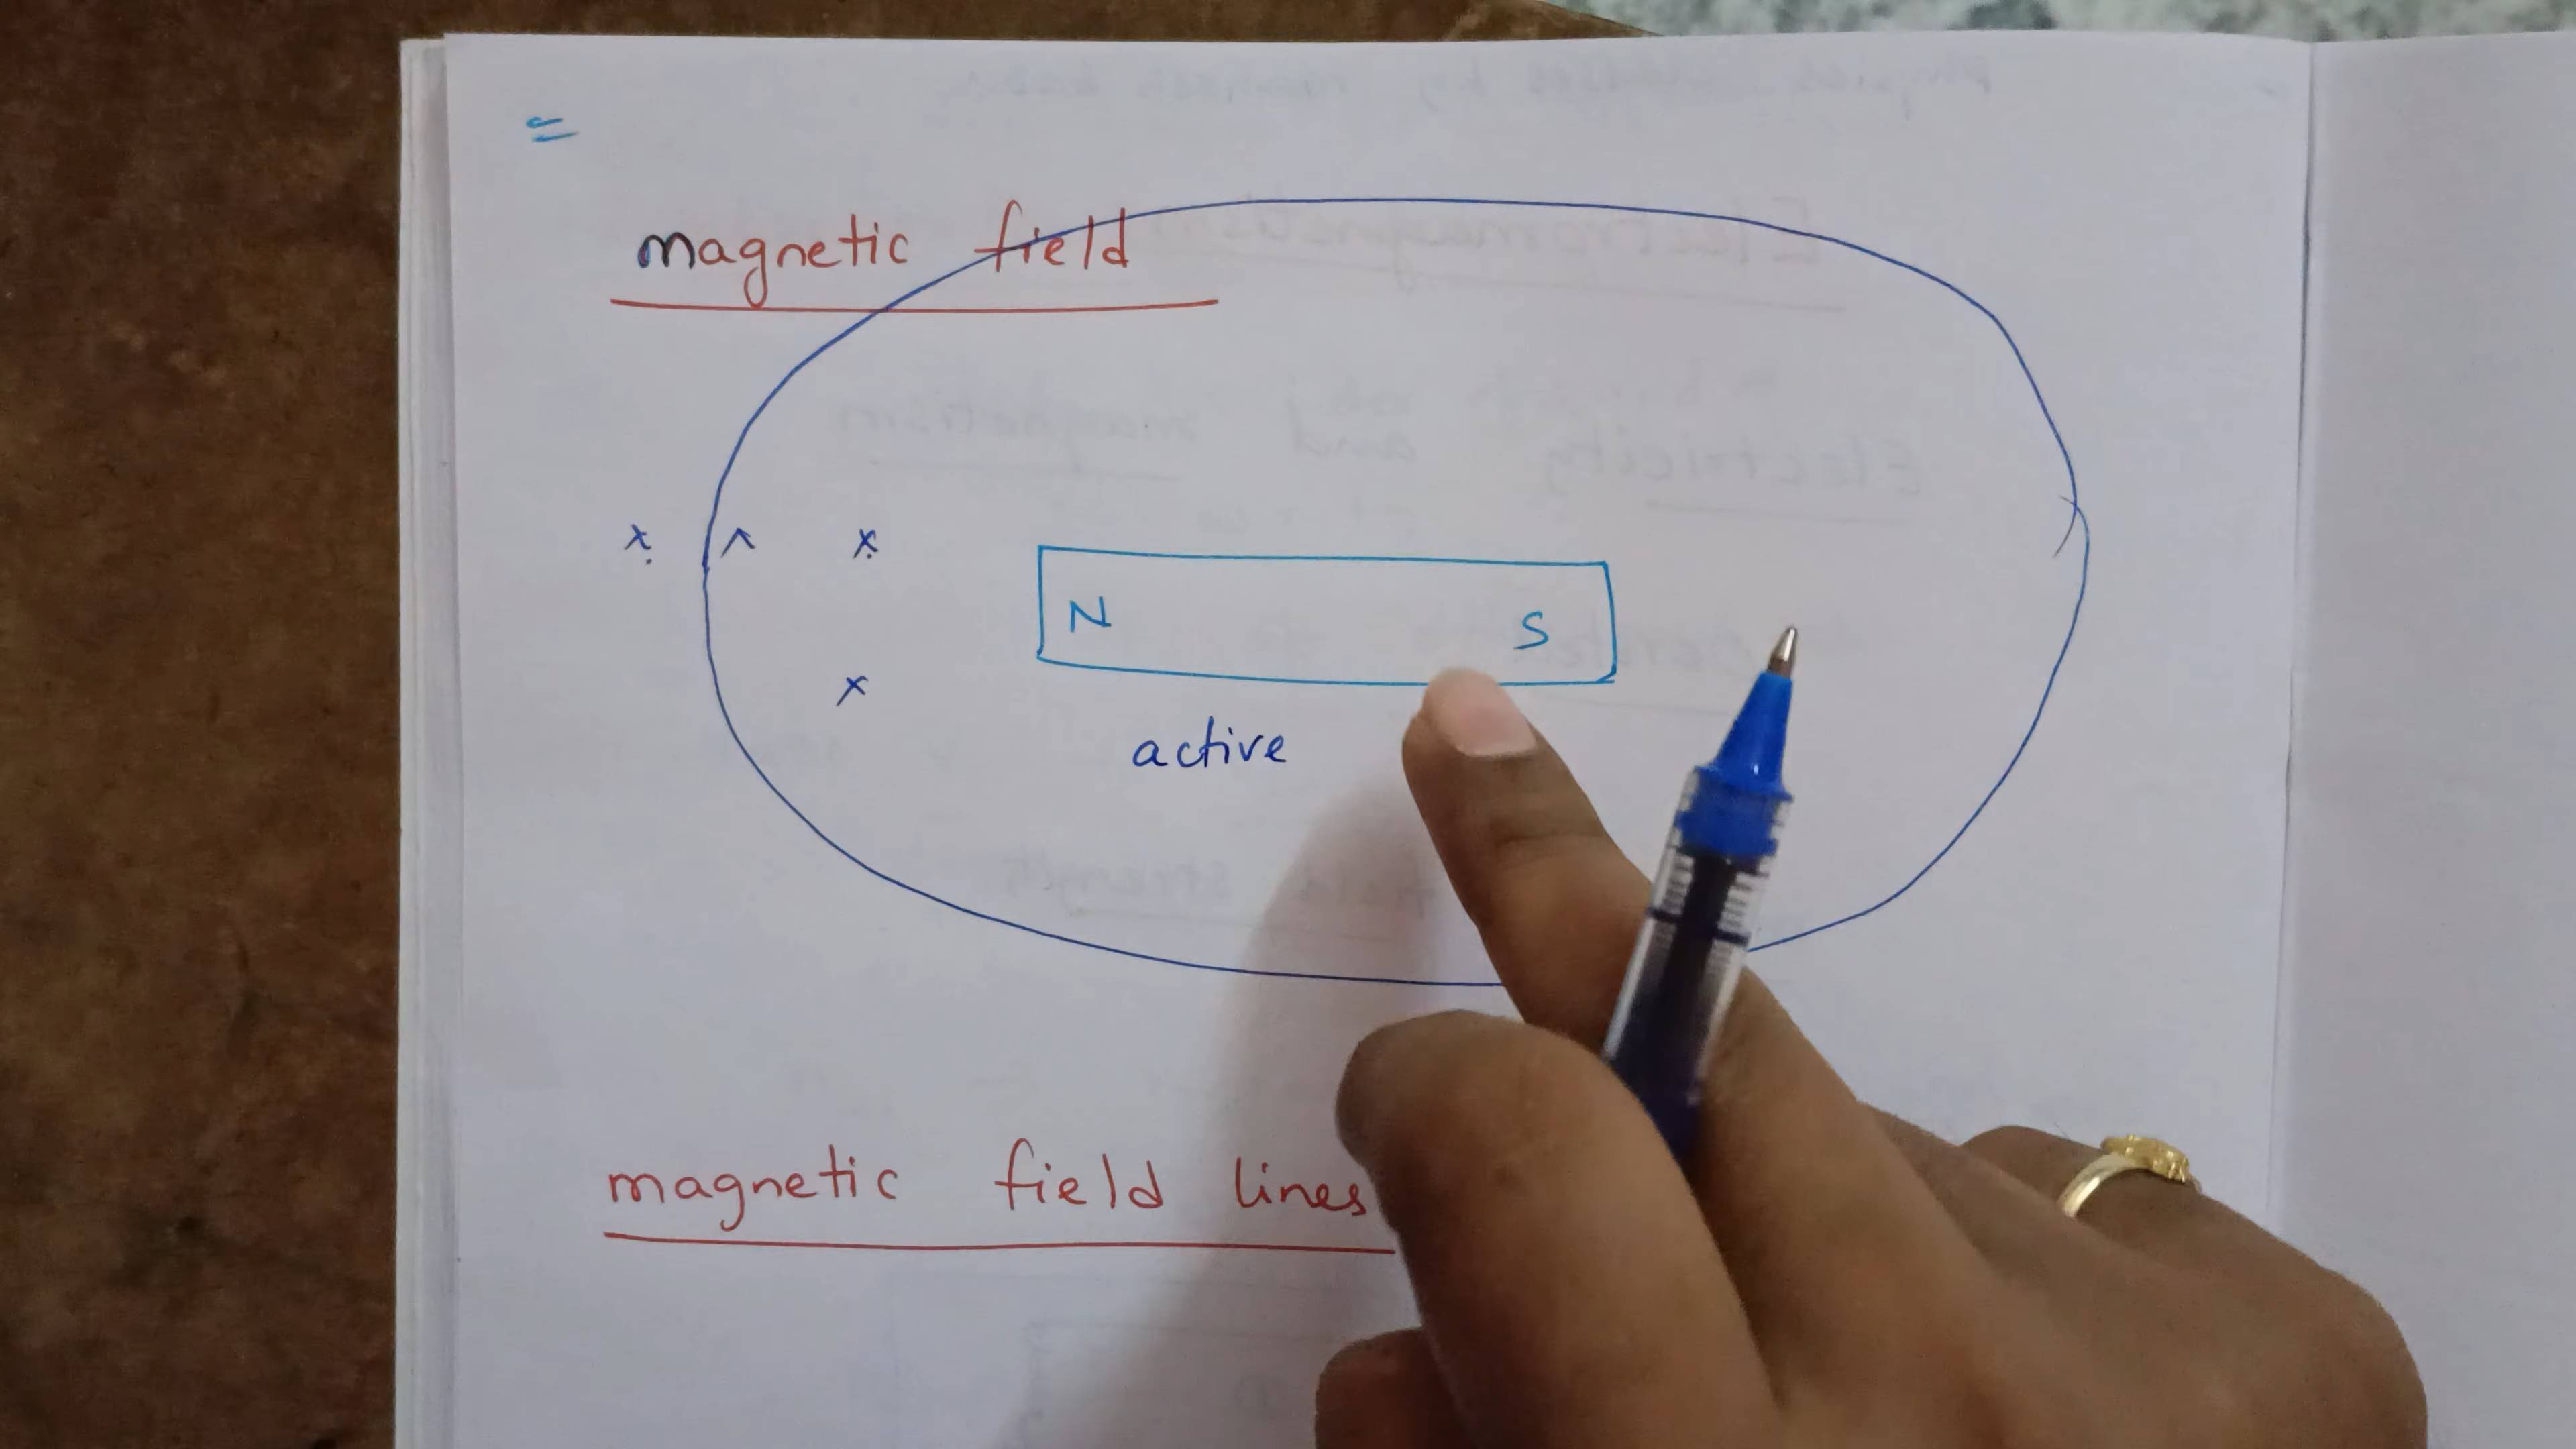 =
magnetic field
x ^ x
N S
x
active
magnetic field lines